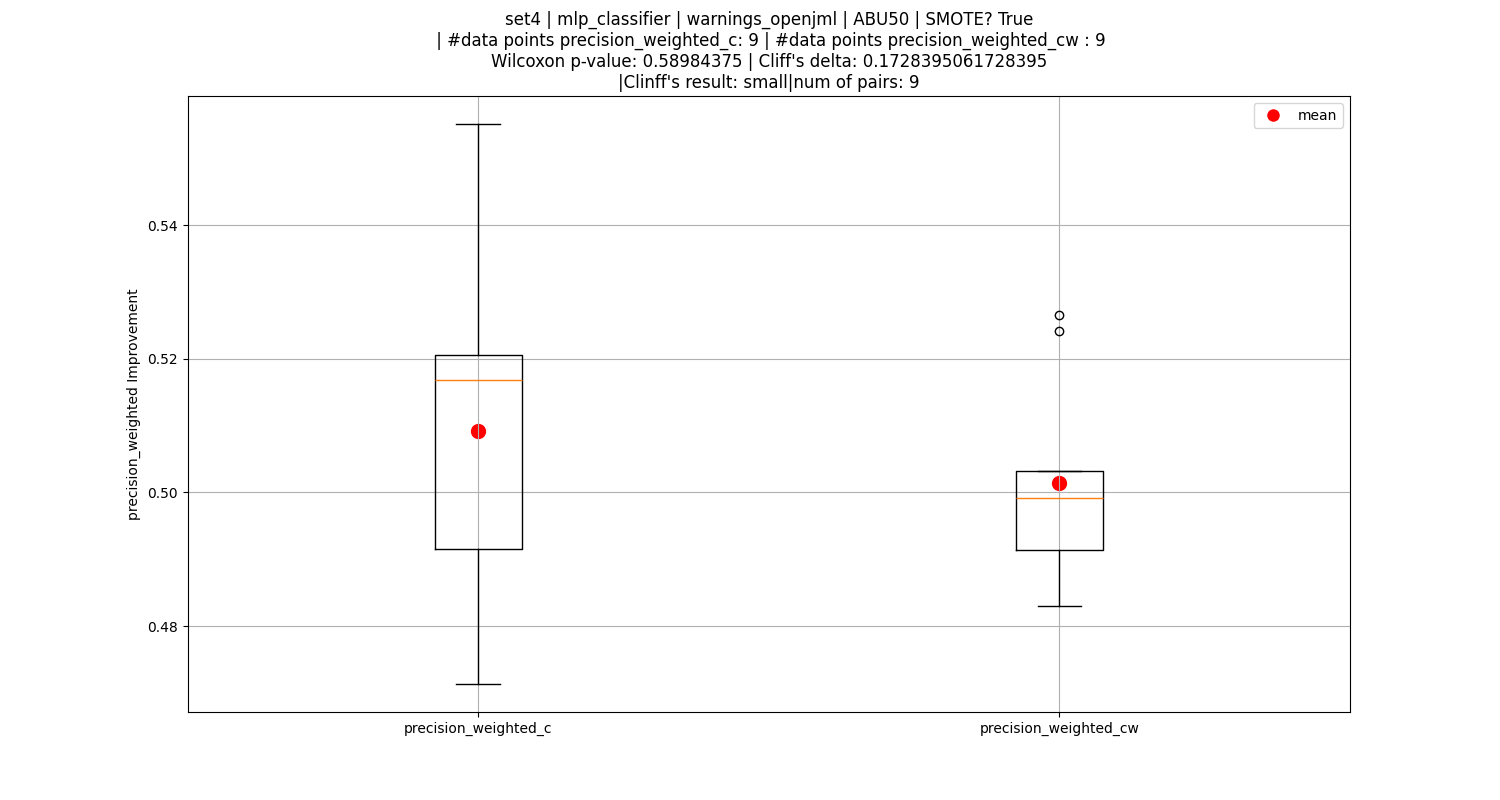 set4 | mlp_classifier | warnings_openjml | ABU50 | SMOTE? True
| #data points precision_weighted_c: 9 | #data points precision_weighted_cw : 9
Wilcoxon p-value: 0.58984375 | Cliff's delta: 0.1728395061728395
|Clinff's result: small|num of pairs: 9
mean
precision_weighted Improvement
0.54
0.52
0.50
0.48
precision_weighted_c
precision_weighted_cw